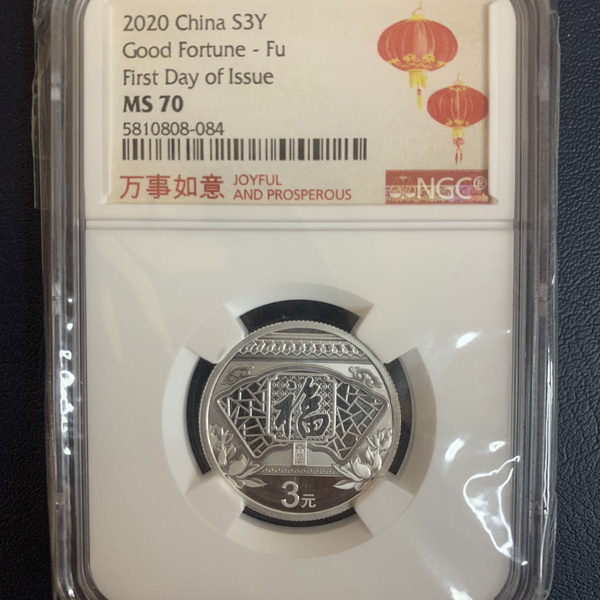 2020 China S3Y
Good Fortune - Fu
First Day of Issue
MS 70
5810808-084
万事如意 JOYFUL AND PROSPEROUS
NGC®
福
3元